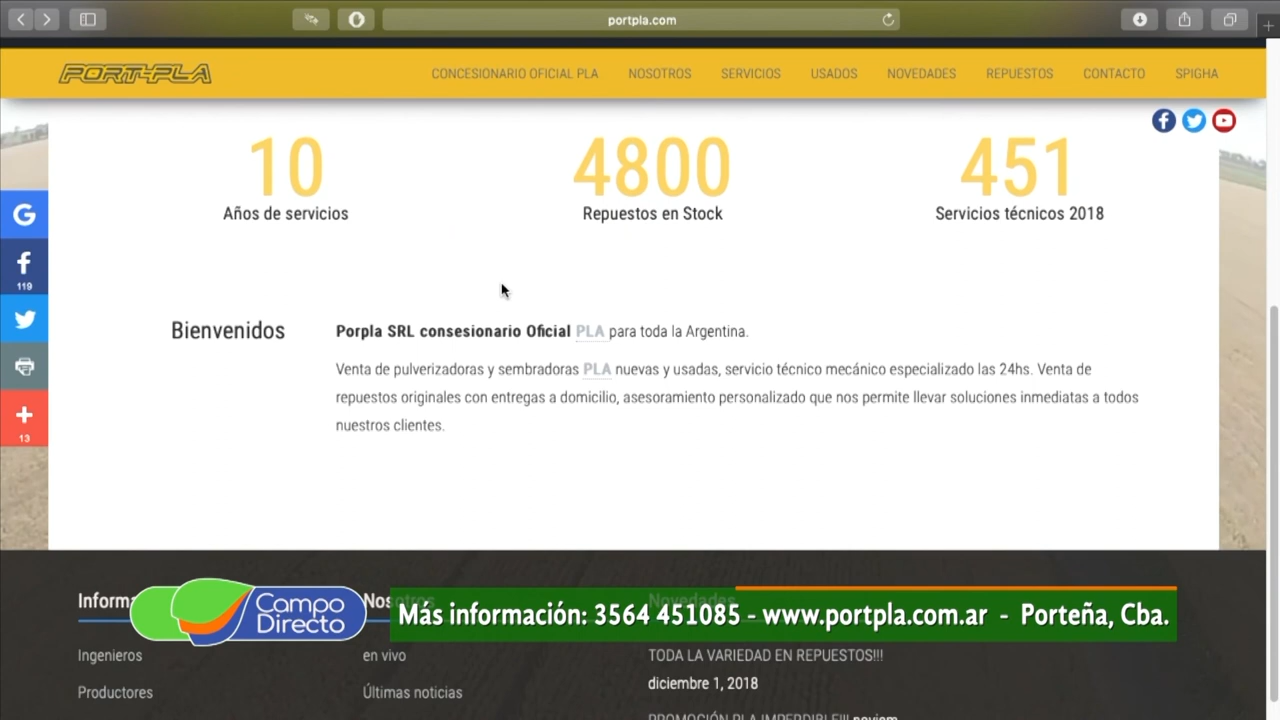 portpla.com
PORT-PLA
CONCESIONARIO OFICIAL PLA
NOSOTROS
SERVICIOS
USADOS
NOVEDADES
REPUESTOS
CONTACTO
SPIGHA
10
Años de servicios
4800
Repuestos en Stock
451
Servicios técnicos 2018
G
119
13
Bienvenidos
Porpla SRL consesionario Oficial PLA para toda la Argentina.
Venta de pulverizadoras y sembradoras PLA nuevas y usadas, servicio técnico mecánico especializado las 24hs. Venta de
repuestos originales con entregas a domicilio, asesoramiento personalizado que nos permite llevar soluciones inmediatas a todos
nuestros clientes.
Campo
Directo
Más información: 3564 451085 - www.portpla.com.ar - Porteña, Cba.
Ingenieros
Productores
en vivo
Últimas noticias
Novedades
TODA LA VARIEDAD EN REPUESTOS!!!
diciembre 1, 2018
PROMOCIÓN PLA IMPERDIBLE!!!